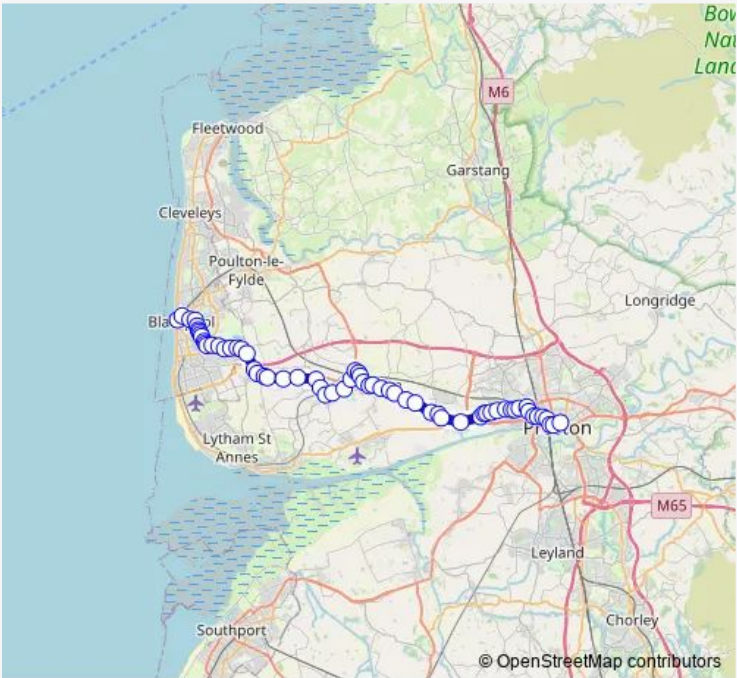 Bow
Nat
Land
M6
Fleetwood
Garstang
Cleveleys
Poulton-le-
Fylde
Longridge
Lytham St
Annes
M65
Leyland
Chorley
Southport
© OpenStreetMap contributors